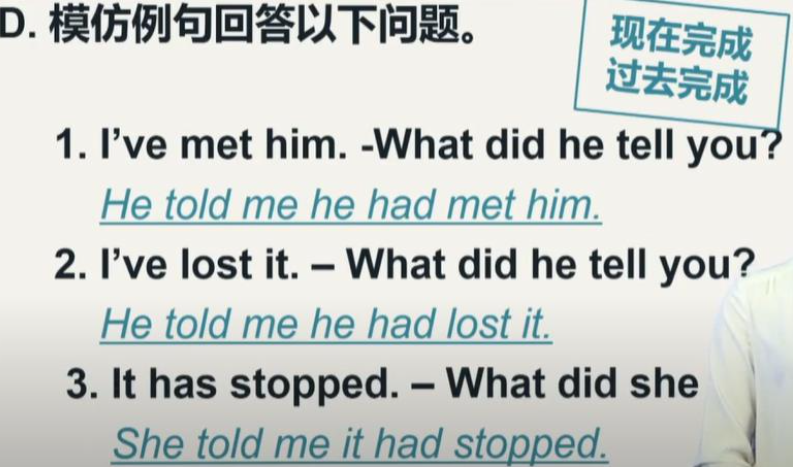 D. 模仿例句回答以下问题。
现在完成
过去完成
1. I’ve met him. -What did he tell you?
He told me he had met him.
2. I’ve lost it. – What did he tell you?
He told me he had lost it.
3. It has stopped. – What did she
She told me it had stopped.